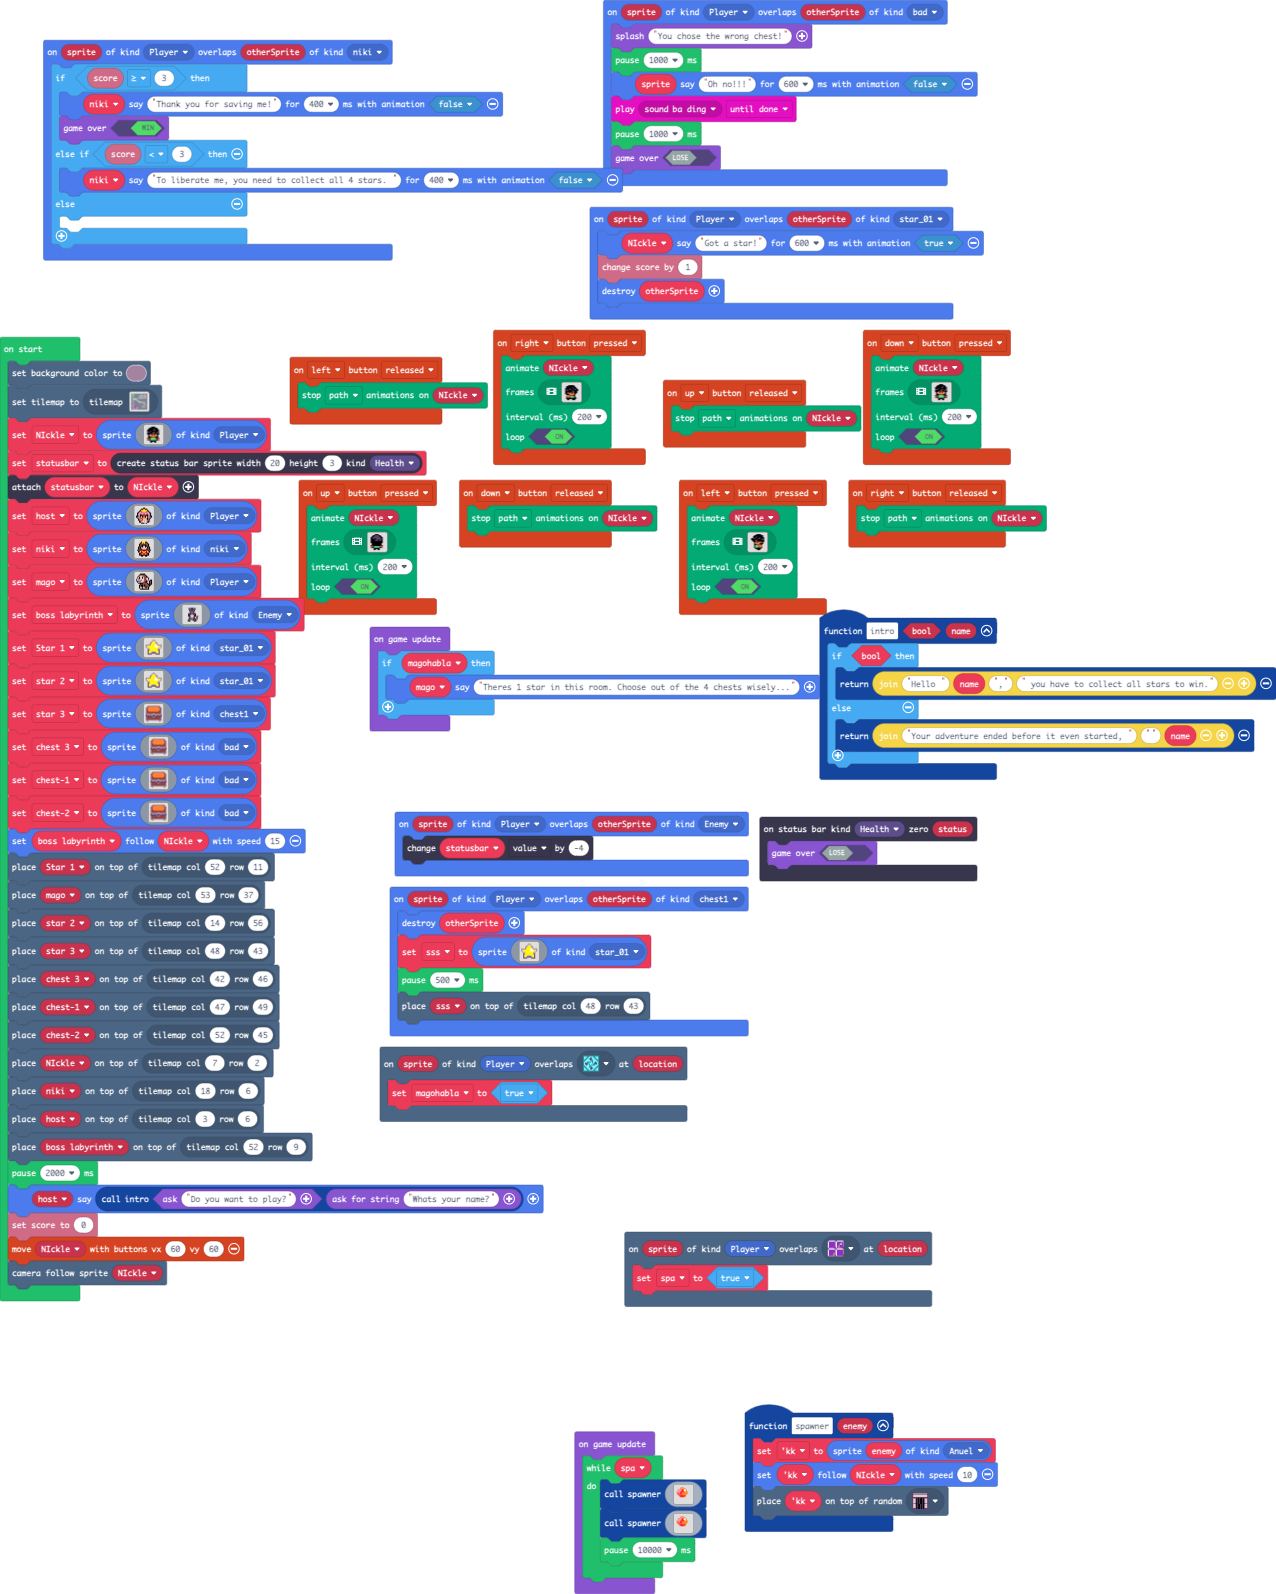 on sprite of kind Player overlaps otherSprite of kind bad
splash "You chose the wrong chest!"
pause 1000 ms
sprite say "Oh no!!!" for 600 ms with animation false
play sound ba ding until done
pause 1000 ms
game over LOSE
on sprite of kind Player overlaps otherSprite of kind niki
if score ≥ 3 then
niki say "Thank you for saving me!" for 400 ms with animation false
game over WIN
else if score < 3 then
niki say "To liberate me, you need to collect all 4 stars. " for 400 ms with animation false
else
on sprite of kind Player overlaps otherSprite of kind star_01
NIckle say "Got a star!" for 600 ms with animation true
change score by 1
destroy otherSprite
on start
set background color to
set tilemap to tilemap
set NIckle to sprite of kind Player
set statusbar to create status bar sprite width 20 height 3 kind Health
attach statusbar to NIckle
set host to sprite of kind Player
set niki to sprite of kind niki
set mago to sprite of kind Player
set boss labyrinth to sprite of kind Enemy
set Star 1 to sprite of kind star_01
set star 2 to sprite of kind star_01
set star 3 to sprite of kind chest1
set chest 3 to sprite of kind bad
set chest-1 to sprite of kind bad
set chest-2 to sprite of kind bad
set boss labyrinth follow NIckle with speed 15
place Star 1 on top of tilemap col 52 row 11
place mago on top of tilemap col 53 row 37
place star 2 on top of tilemap col 14 row 56
place star 3 on top of tilemap col 48 row 43
place chest 3 on top of tilemap col 42 row 46
place chest-1 on top of tilemap col 47 row 49
place chest-2 on top of tilemap col 52 row 45
place NIckle on top of tilemap col 7 row 2
place niki on top of tilemap col 18 row 6
place host on top of tilemap col 3 row 6
place boss labyrinth on top of tilemap col 52 row 9
pause 2000 ms
host say call intro ask "Do you want to play?" ask for string "Whats your name?"
set score to 0
move NIckle with buttons vx 60 vy 60
camera follow sprite NIckle
on left button released
stop path animations on NIckle
on right button pressed
animate NIckle
frames
interval (ms) 200
loop ON
on up button released
stop path animations on NIckle
on down button pressed
animate NIckle
frames
interval (ms) 200
loop ON
on up button pressed
animate NIckle
frames
interval (ms) 200
loop ON
on down button released
stop path animations on NIckle
on left button pressed
animate NIckle
frames
interval (ms) 200
loop ON
on right button released
stop path animations on NIckle
on game update
if magohabla then
mago say "Theres 1 star in this room. Choose out of the 4 chests wisely..."
function intro bool name
if bool then
return join "Hello " name "," " you have to collect all stars to win."
else
return join "Your adventure ended before it even started, " "" name
on sprite of kind Player overlaps otherSprite of kind Enemy
change statusbar value by -4
on status bar kind Health zero status
game over LOSE
on sprite of kind Player overlaps otherSprite of kind chest1
destroy otherSprite
set sss to sprite of kind star_01
pause 500 ms
place sss on top of tilemap col 48 row 43
on sprite of kind Player overlaps at location
set magohabla to true
on sprite of kind Player overlaps at location
set spa to true
on game update
while spa
do
call spawner
call spawner
pause 10000 ms
function spawner enemy
set 'kk to sprite enemy of kind Anuel
set 'kk follow NIckle with speed 10
place 'kk on top of random